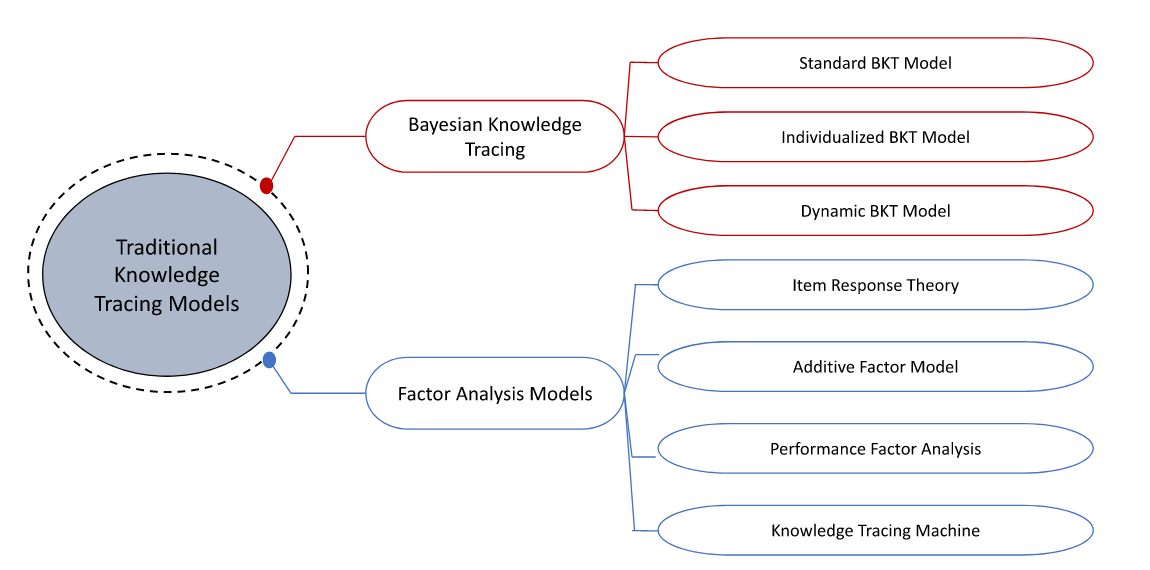 Traditional
Knowledge
Tracing Models
Bayesian Knowledge
Tracing
Standard BKT Model
Individualized BKT Model
Dynamic BKT Model
Factor Analysis Models
Item Response Theory
Additive Factor Model
Performance Factor Analysis
Knowledge Tracing Machine